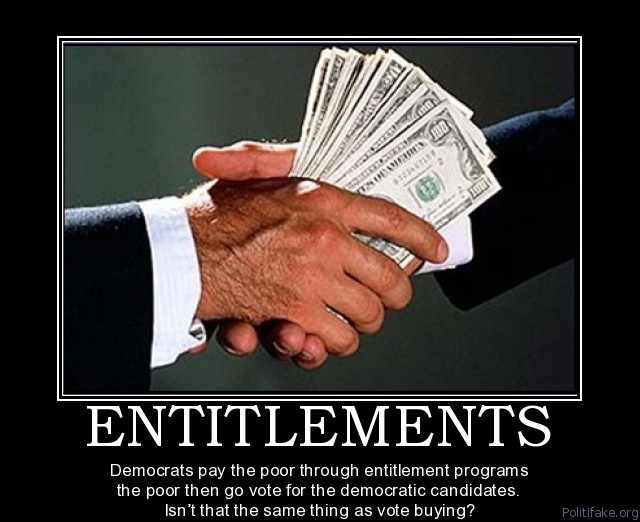 ENTITLEMENTS
Democrats pay the poor through entitlement programs
the poor then go vote for the democratic candidates.
Isn't that the same thing as vote buying?
Politifake.org